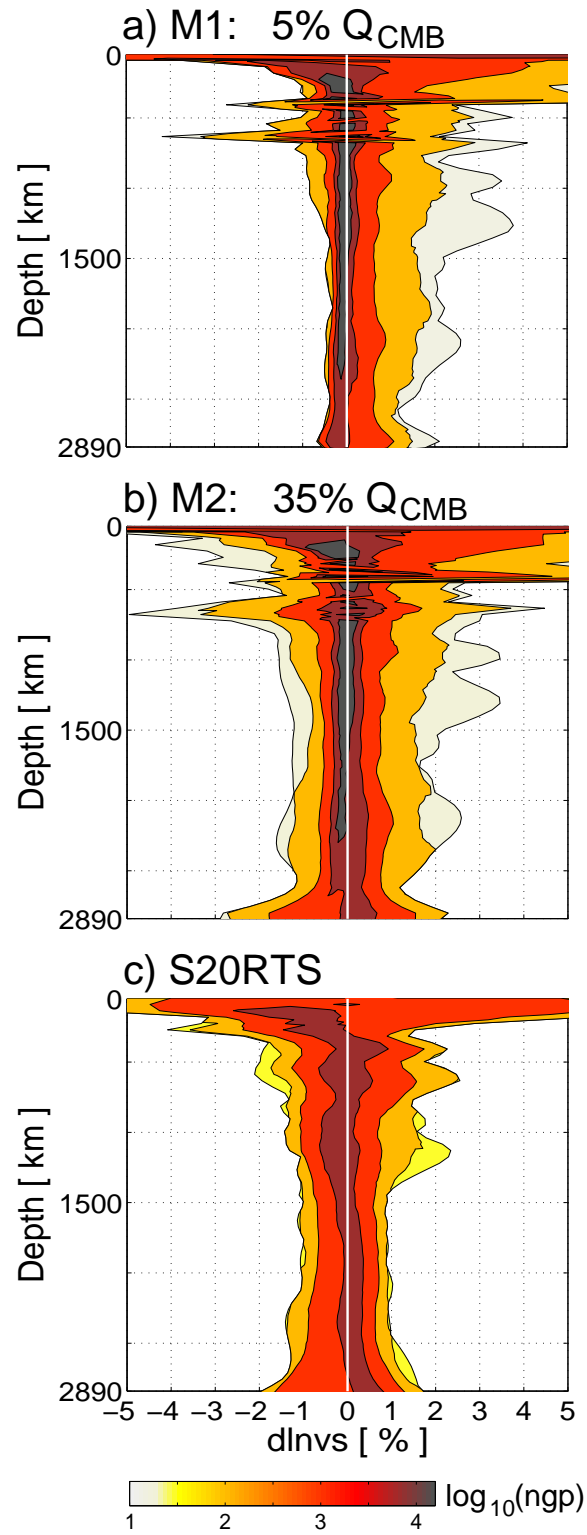 a) M1: 5% Q_CMB
0
1500
2890
Depth [ km ]
b) M2: 35% Q_CMB
0
1500
2890
Depth [ km ]
c) S20RTS
0
1500
2890
Depth [ km ]
−5 −4 −3 −2 −1 0 1 2 3 4 5
dlnvs [ % ]
log10(ngp)
1 2 3 4